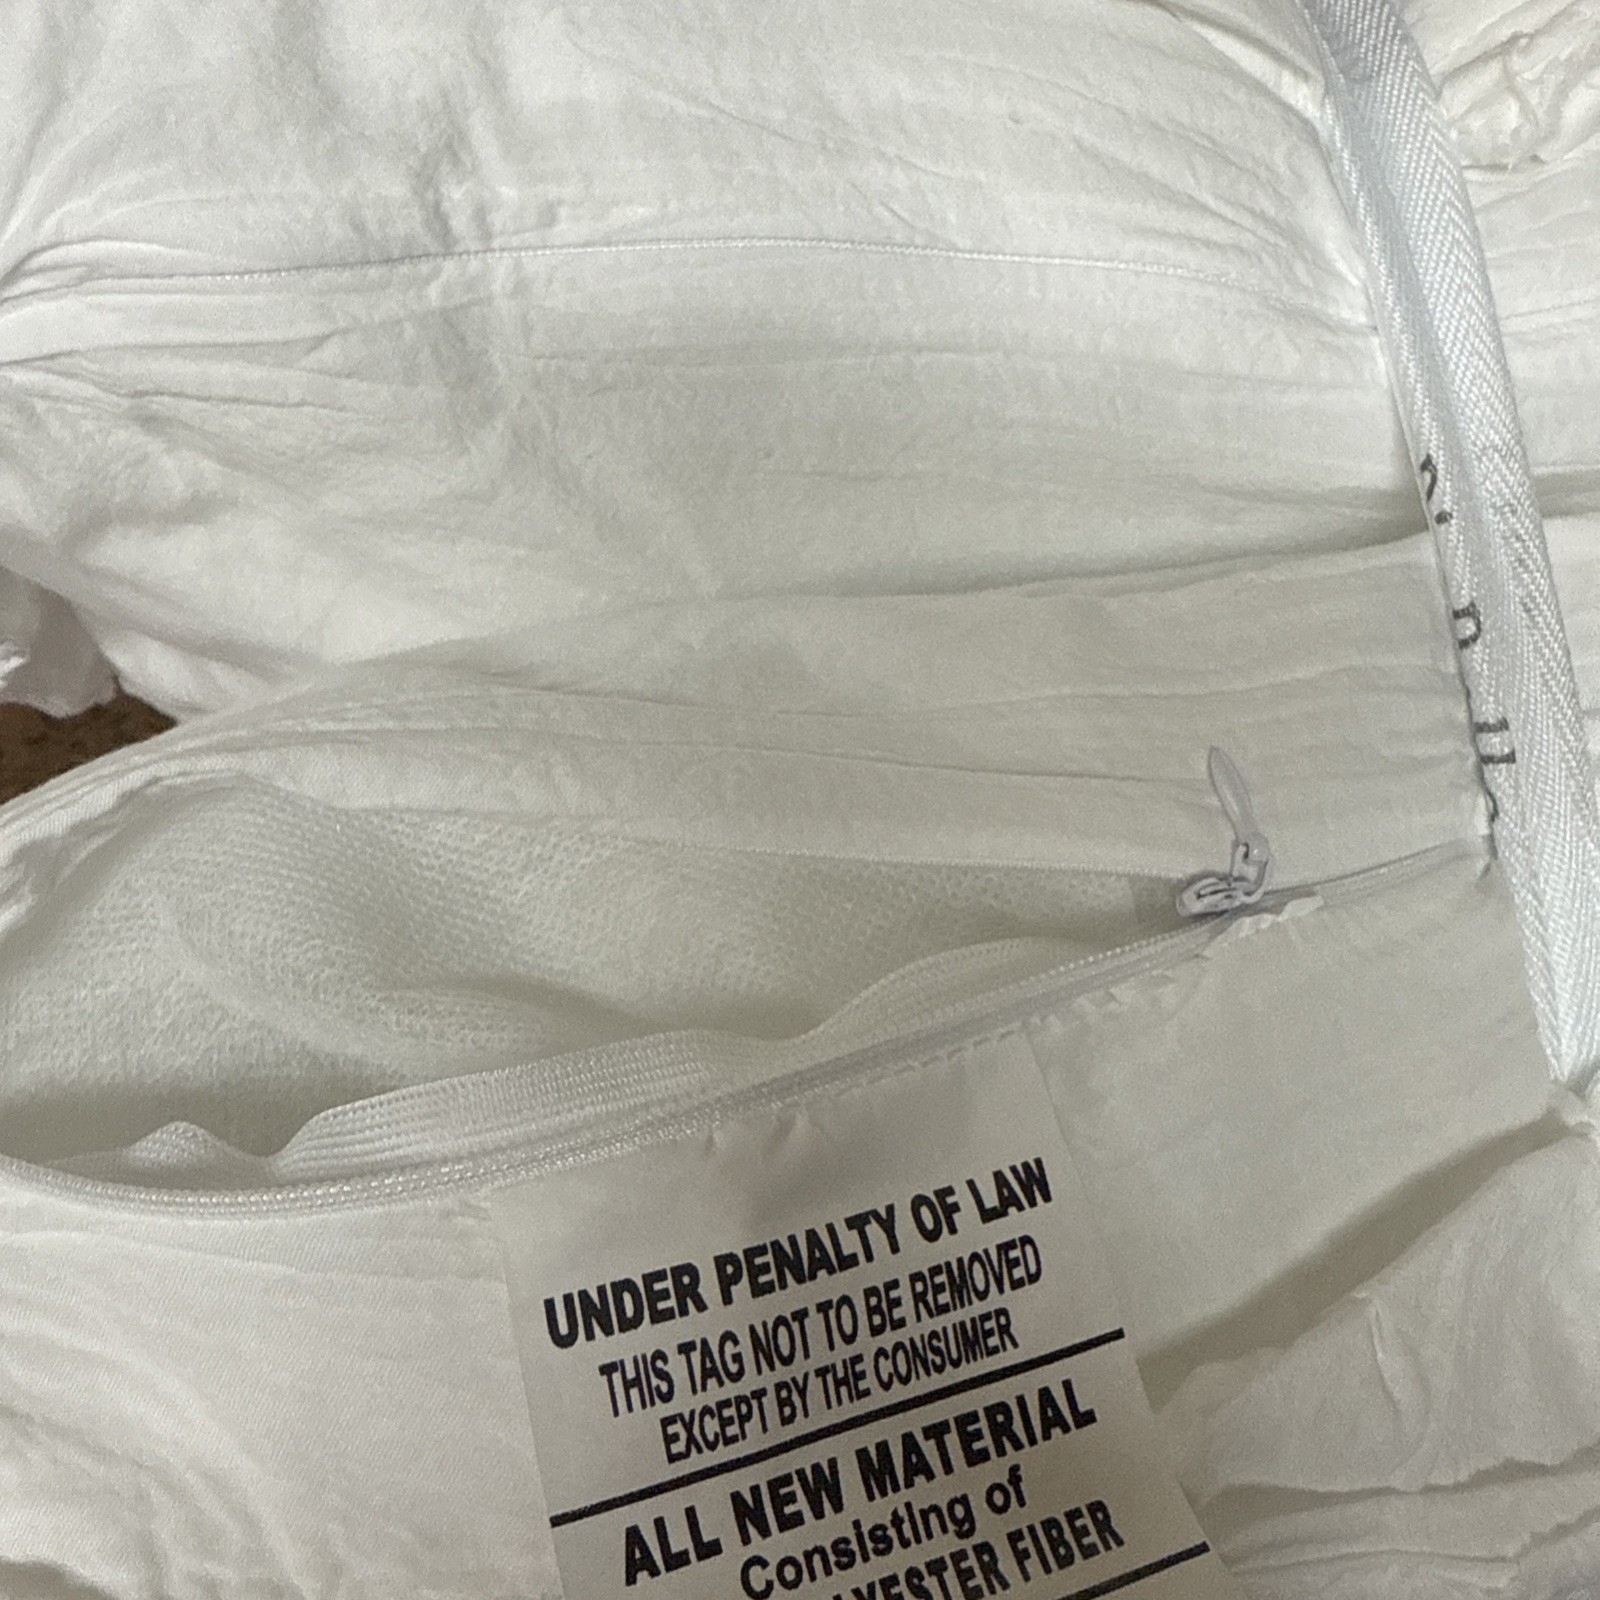 UNDER PENALTY OF LAW
THIS TAG NOT TO BE REMOVED
EXCEPT BY THE CONSUMER
ALL NEW MATERIAL
Consisting of
FIBER